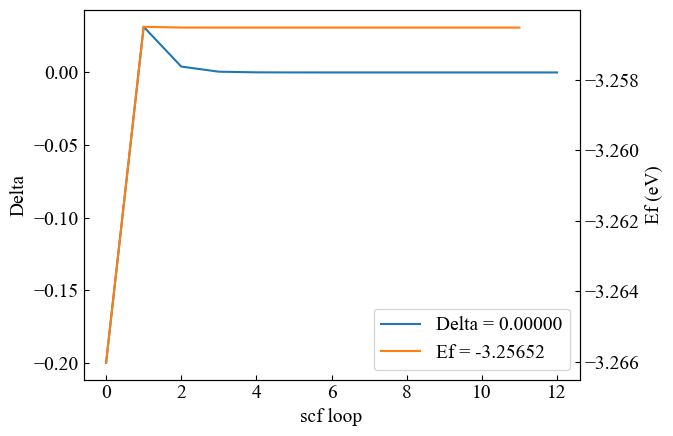 0.00
−0.05
−0.10
−0.15
−0.20
Delta
−3.258
−3.260
−3.262
−3.264
−3.266
Ef (eV)
Delta = 0.00000
Ef = -3.25652
0 2 4 6 8 10 12
scf loop